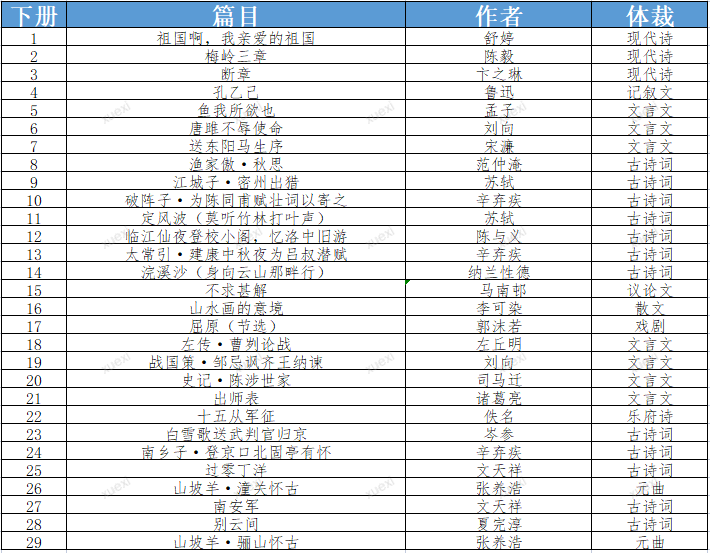 下册 篇目 作者 体裁
1 祖国啊，我亲爱的祖国 舒婷 现代诗
2 梅岭三章 陈毅 现代诗
3 断章 卞之琳 现代诗
4 孔乙己 鲁迅 记叙文
5 鱼我所欲也 孟子 文言文
6 唐雎不辱使命 刘向 文言文
7 送东阳马生序 宋濂 文言文
8 渔家傲·秋思 范仲淹 古诗词
9 江城子·密州出猎 苏轼 古诗词
10 破阵子·为陈同甫赋壮词以寄之 辛弃疾 古诗词
11 定风波（莫听竹林打叶声） 苏轼 古诗词
12 临江仙夜登校小阁，忆洛中旧游 陈与义 古诗词
13 太常引·建康中秋夜为吕叔潜赋 辛弃疾 古诗词
14 浣溪沙（身向云山那畔行） 纳兰性德 古诗词
15 不求甚解 马南邨 议论文
16 山水画的意境 李可染 散文
17 屈原（节选） 郭沫若 戏剧
18 左传·曹刿论战 左丘明 文言文
19 战国策·邹忌讽齐王纳谏 刘向 文言文
20 史记·陈涉世家 司马迁 文言文
21 出师表 诸葛亮 文言文
22 十五从军征 佚名 乐府诗
23 白雪歌送武判官归京 岑参 古诗词
24 南乡子·登京口北固亭有怀 辛弃疾 古诗词
25 过零丁洋 文天祥 古诗词
26 山坡羊·潼关怀古 张养浩 元曲
27 南安军 文天祥 古诗词
28 别云间 夏完淳 古诗词
29 山坡羊·骊山怀古 张养浩 元曲